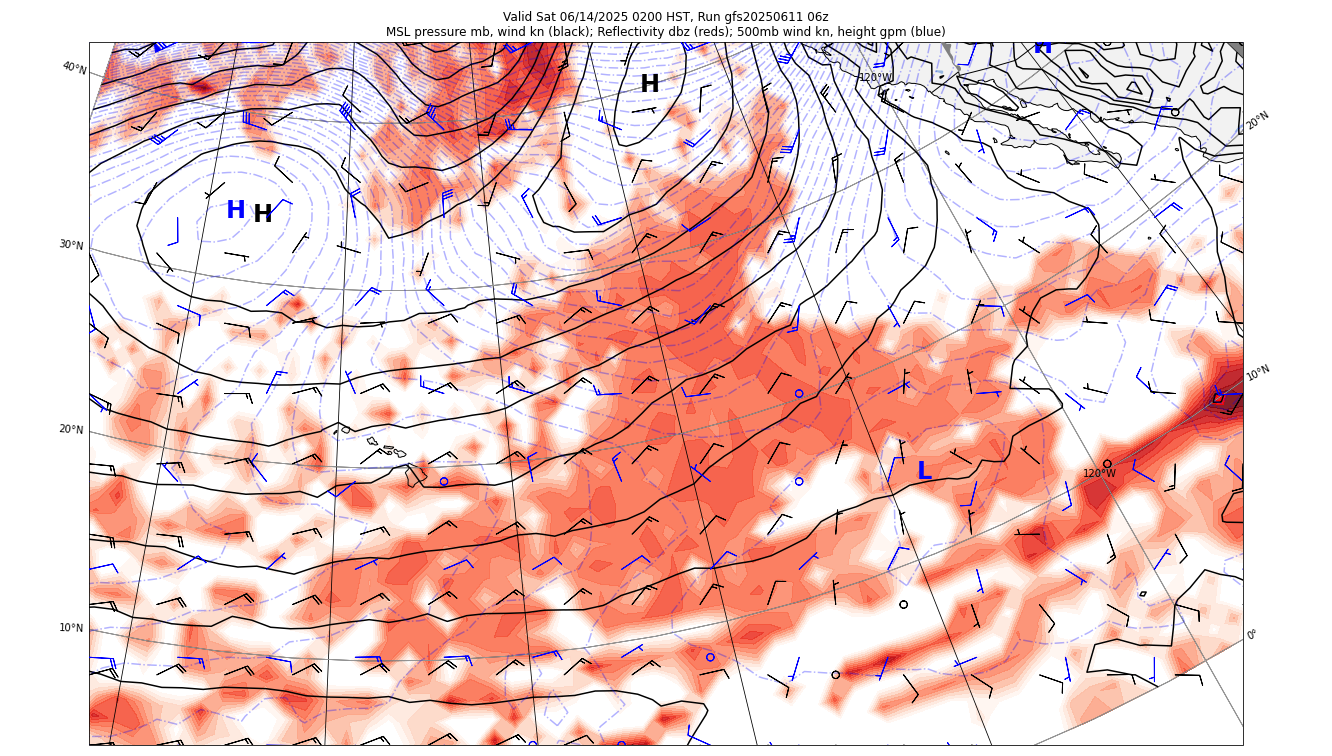 Valid Sat 06/14/2025 0200 HST, Run gfs20250611 06z
MSL pressure mb, wind kn (black); Reflectivity dbz (reds); 500mb wind kn, height gpm (blue)
H
40°N
120°W
H
20°N
H H
30°N
10°N
20°N
L
120°W
10°N
0°